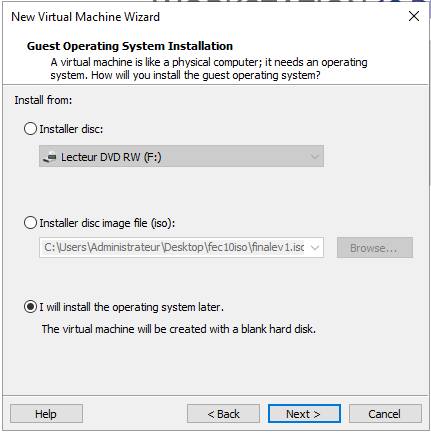 New Virtual Machine Wizard
Guest Operating System Installation
A virtual machine is like a physical computer; it needs an operating
system. How will you install the guest operating system?
Install from:
Installer disc:
Lecteur DVD RW (F:)
Installer disc image file (iso):
C:\Users\Administrateur\Desktop\fec10iso\finalev1.iso
Browse...
I will install the operating system later.
The virtual machine will be created with a blank hard disk.
Help
< Back
Next >
Cancel